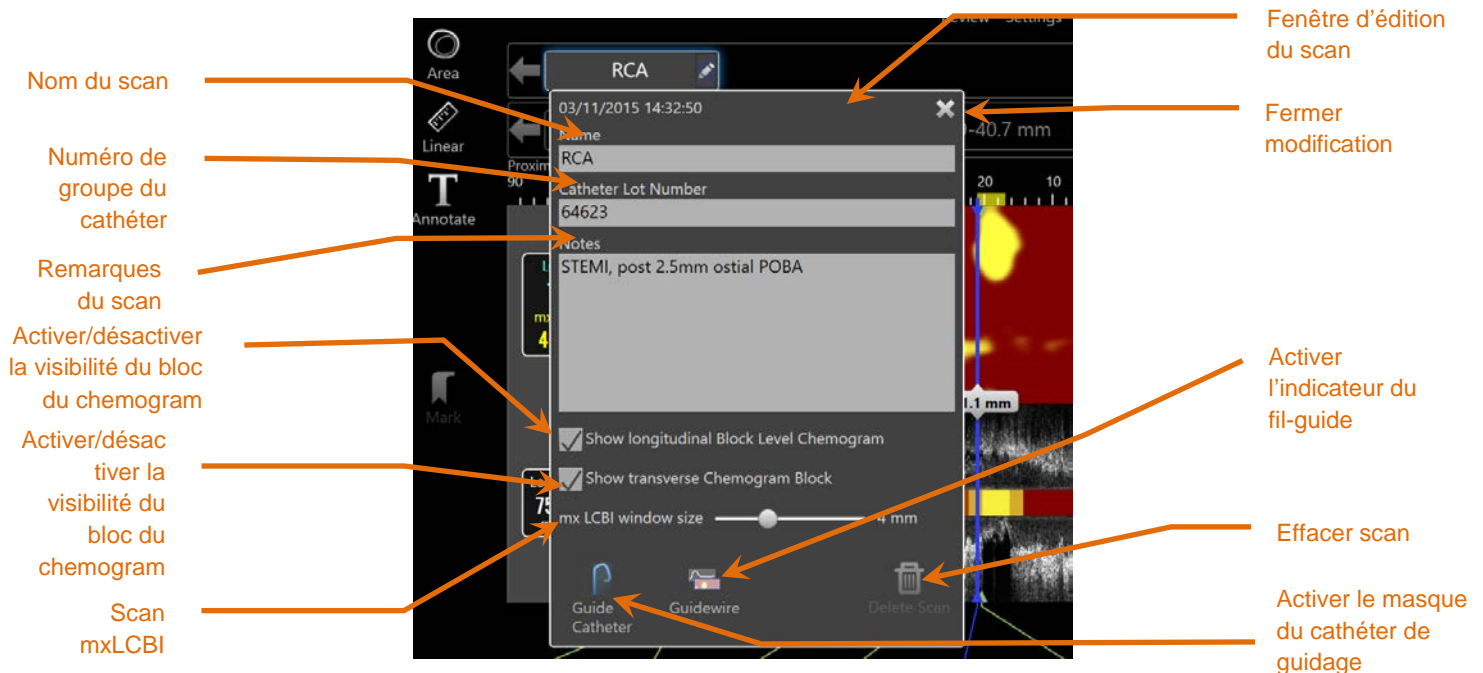 Nom du scan
Numéro de
groupe du
cathéter
Remarques
du scan
Activer/désactiver
la visibilité du bloc
du chemogram
Activer/désac
tiver la
visibilité du
bloc du
chemogram
Scan
mxLCBI
Settings
Area
RCA
Linear
-40.7 mm
90
20 10
Annotate
Mark
03/11/2015 14:32:50
Name
RCA
Catheter Lot Number
64623
Notes
STEMI, post 2.5mm ostial POBA
.1 mm
Show longitudinal Block Level Chemogram
Show transverse Chemogram Block
75
mx LCBI window size 4 mm
Guide
Catheter
Guidewire
Delete Scan
Fenêtre d’édition
du scan
Fermer
modification
Activer
l’indicateur du
fil-guide
Effacer scan
Activer le masque
du cathéter de
guidage